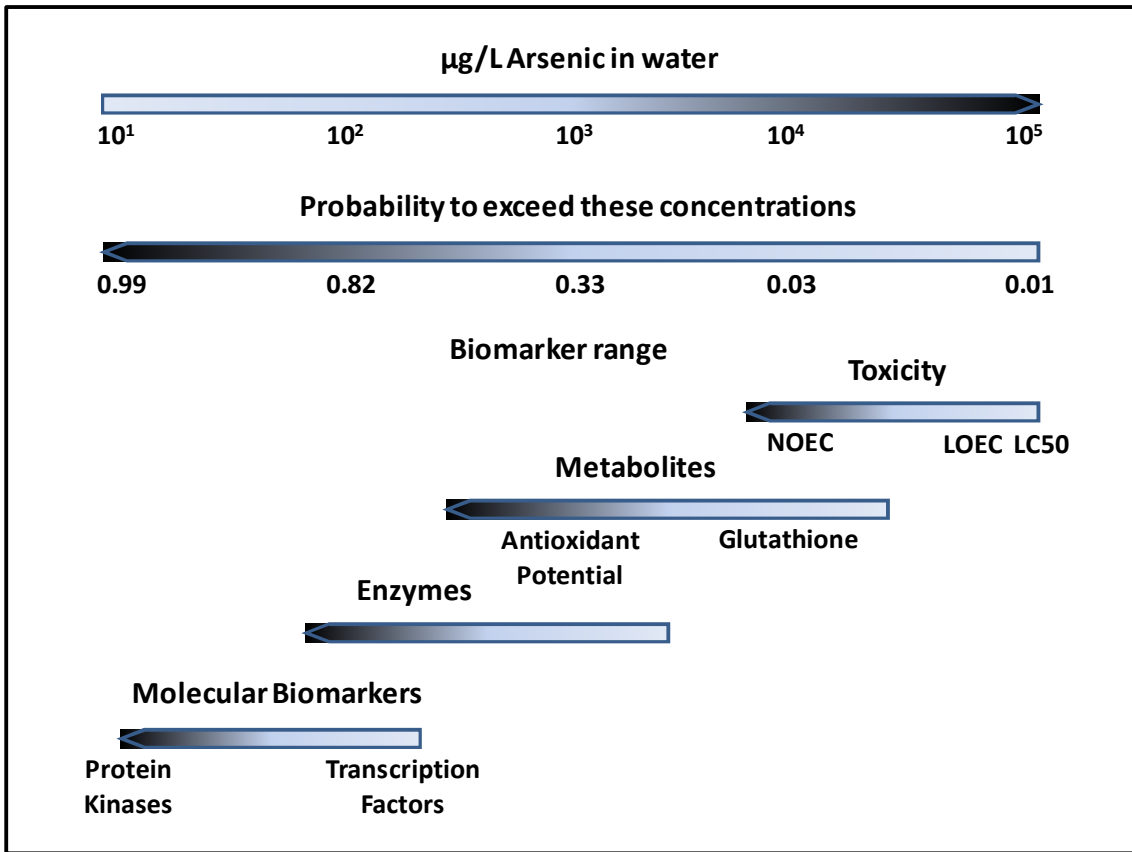 µg/L Arsenic in water
10¹ 10² 10³ 10⁴ 10⁵
Probability to exceed these concentrations
0.99 0.82 0.33 0.03 0.01
Biomarker range
Toxicity
NOEC LOEC LC50
Metabolites
Antioxidant Glutathione
Potential
Enzymes
Molecular Biomarkers
Protein Transcription
Kinases Factors